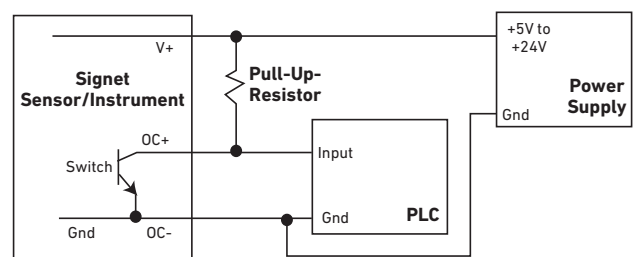 V+
Signet
Sensor/Instrument
OC+
Switch
Gnd
OC-
Pull-Up-
Resistor
Input
Gnd
PLC
+5V to
+24V
Power
Supply
Gnd